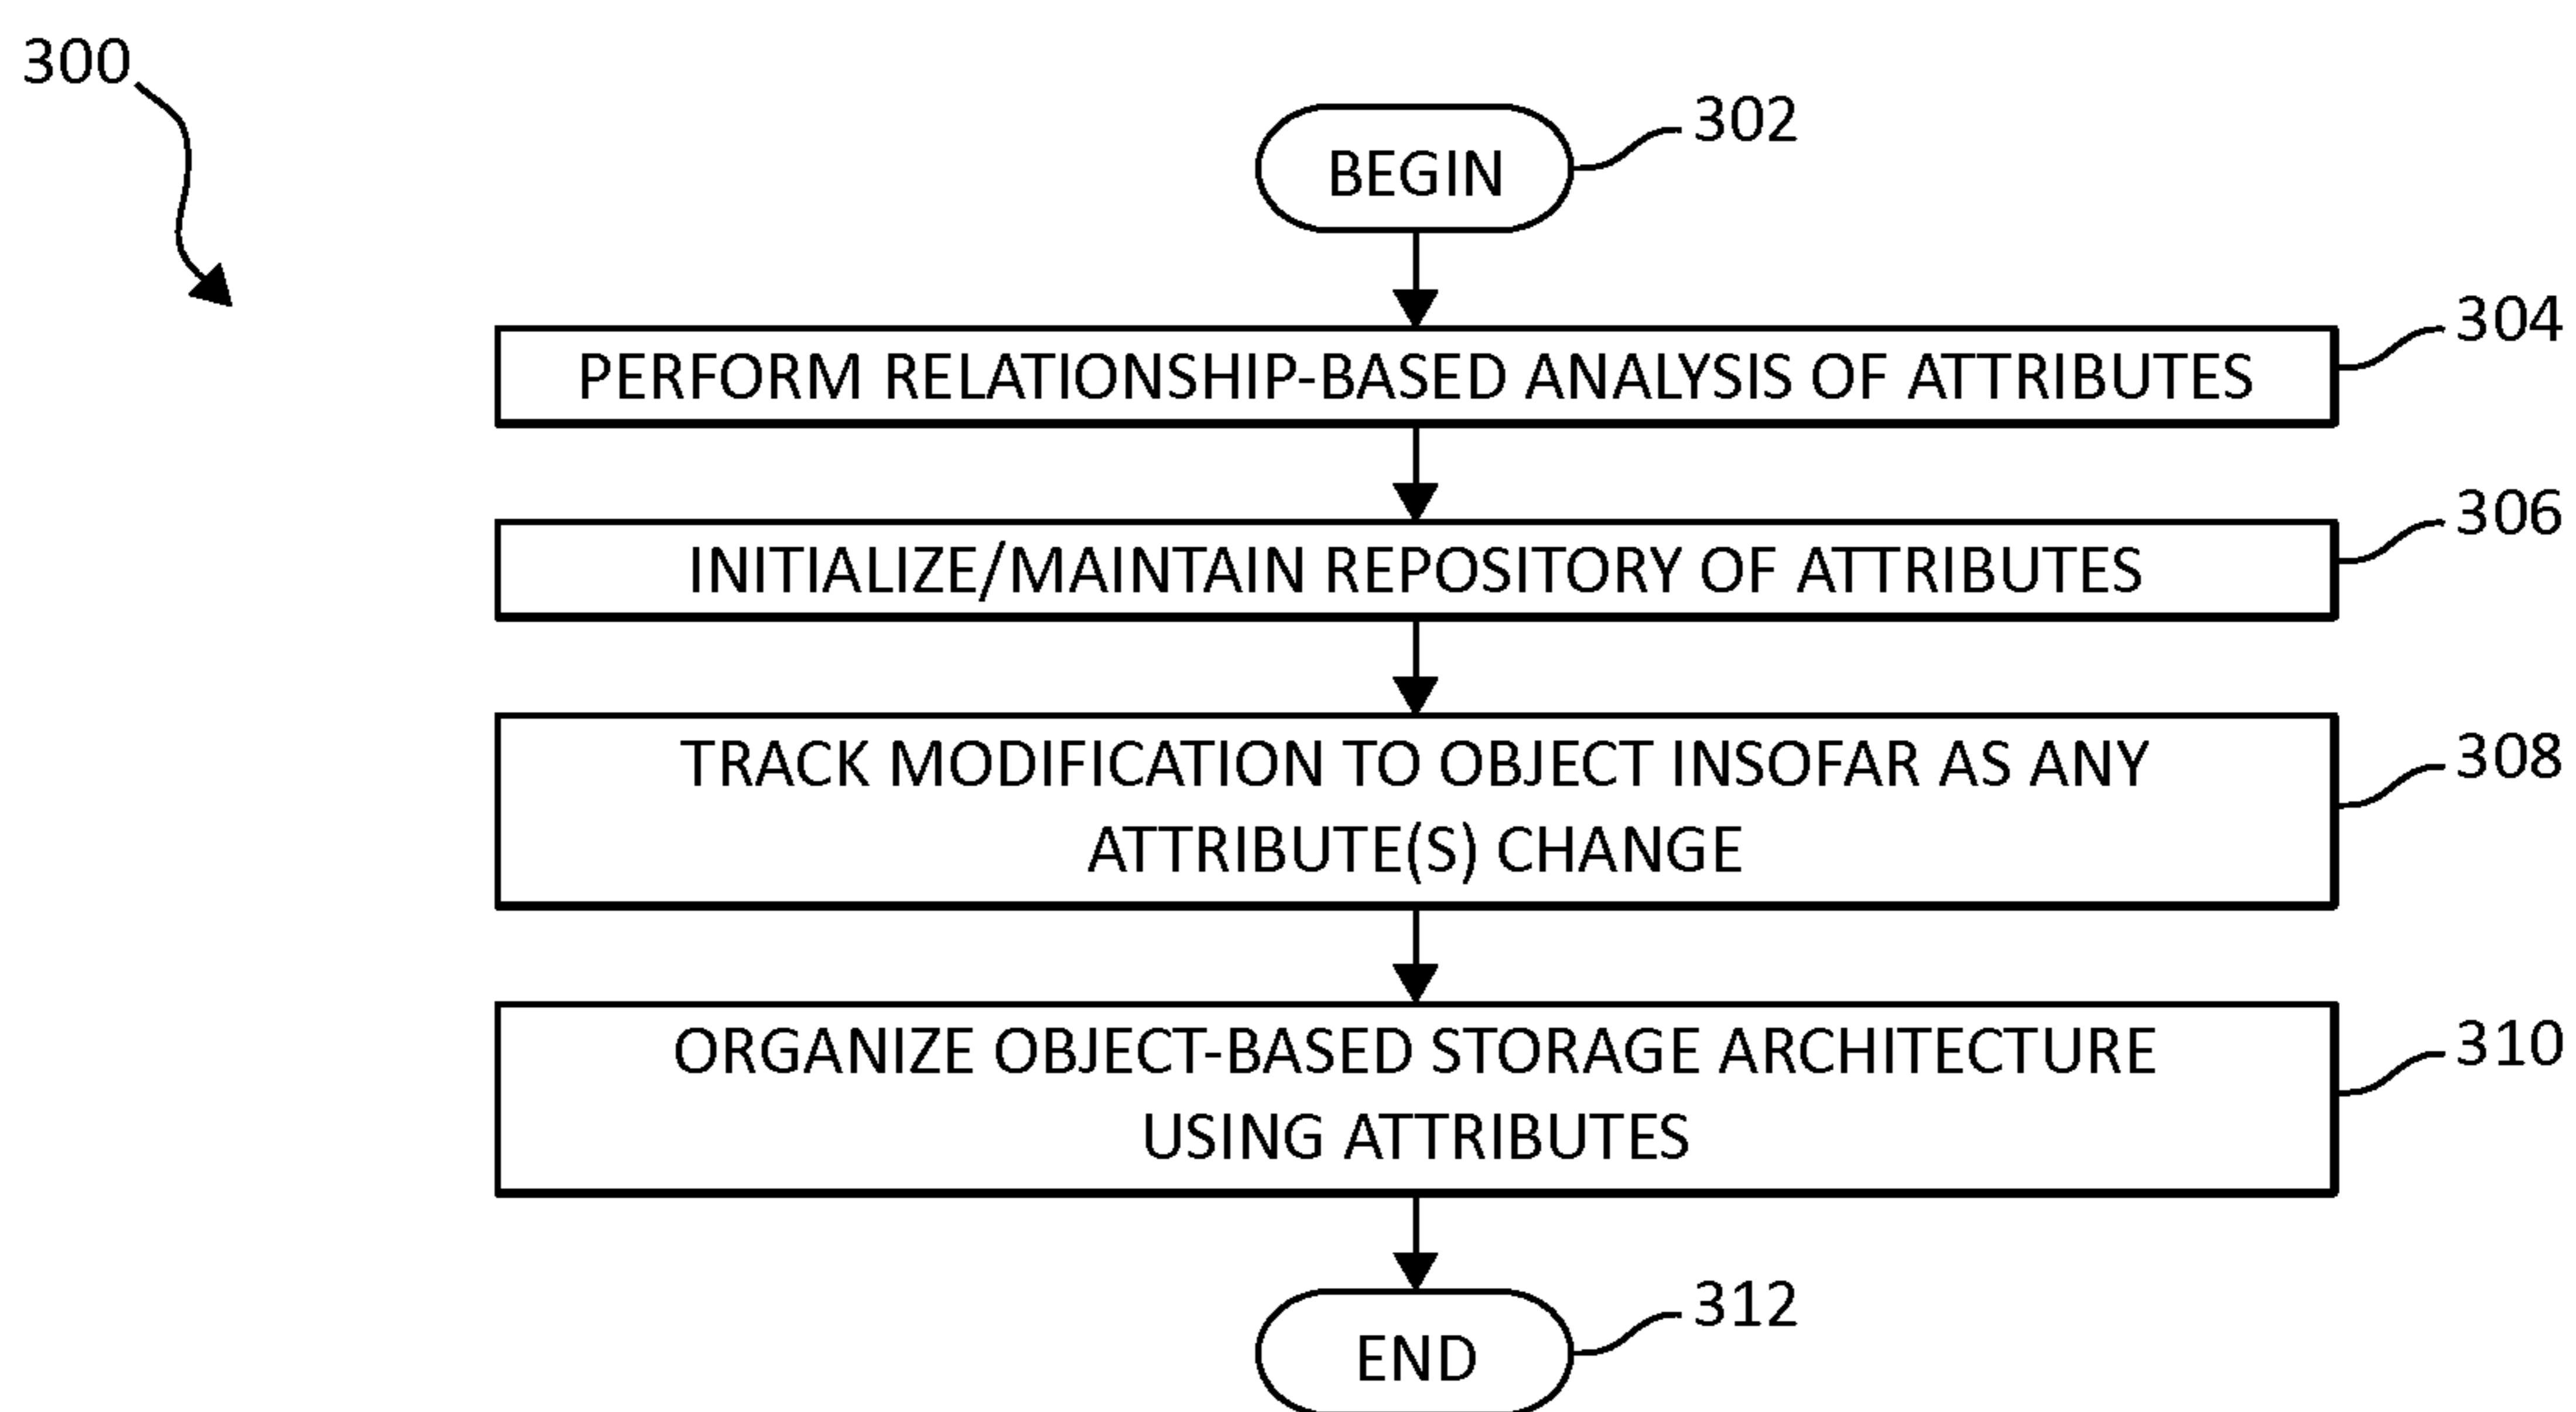 300
BEGIN
302
PERFORM RELATIONSHIP-BASED ANALYSIS OF ATTRIBUTES
304
INITIALIZE/MAINTAIN REPOSITORY OF ATTRIBUTES
306
TRACK MODIFICATION TO OBJECT INSOFAR AS ANY
ATTRIBUTE(S) CHANGE
308
ORGANIZE OBJECT-BASED STORAGE ARCHITECTURE
USING ATTRIBUTES
310
END
312